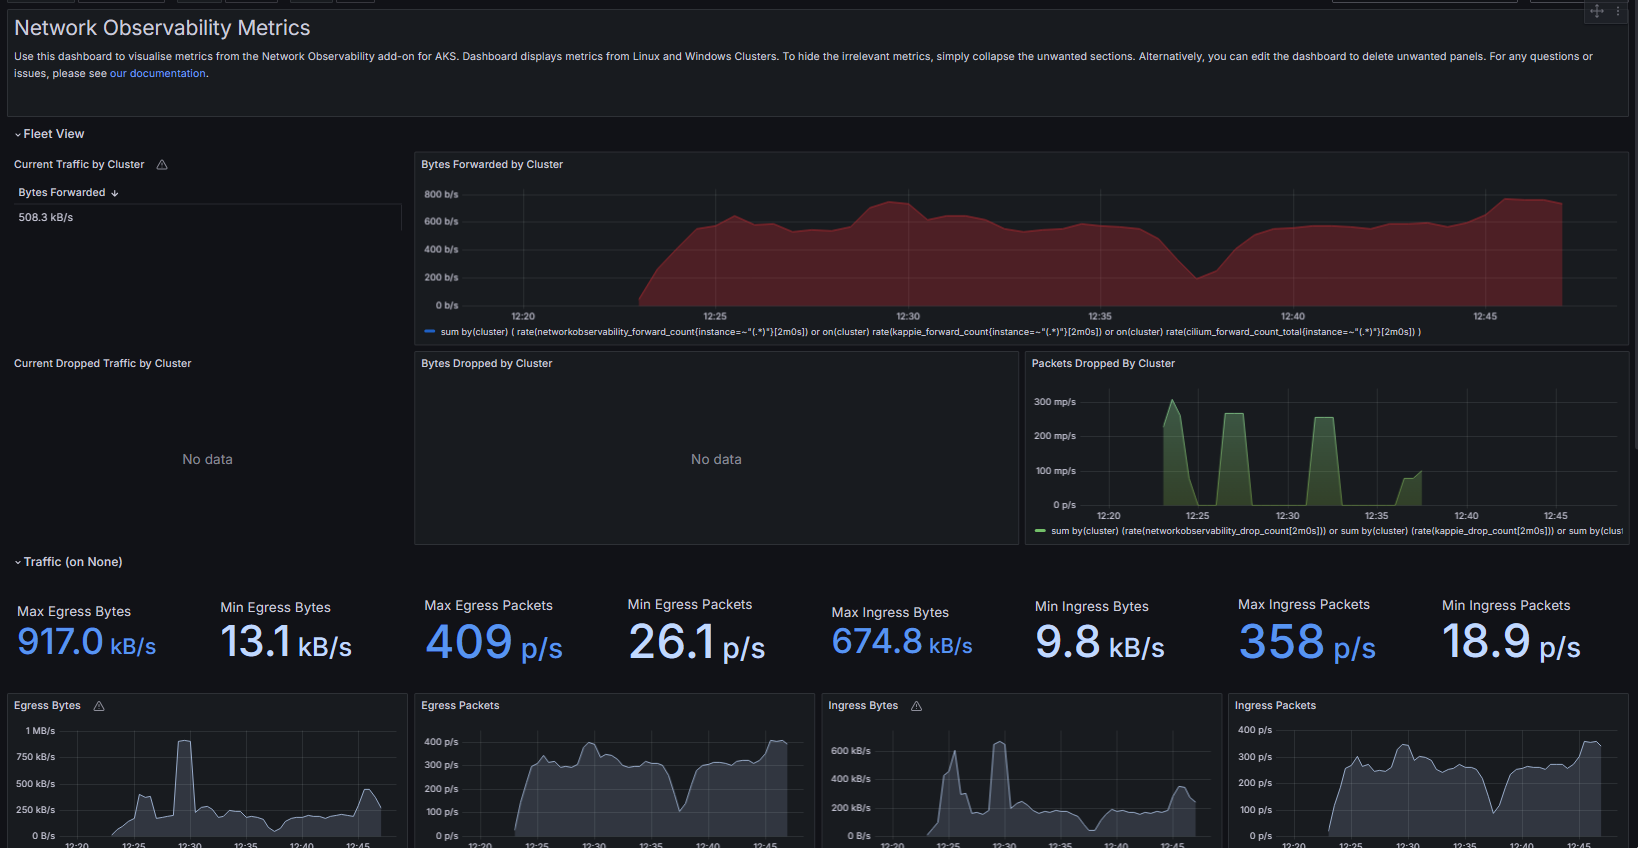 Network Observability Metrics
Use this dashboard to visualise metrics from the Network Observability add-on for AKS. Dashboard displays metrics from Linux and Windows Clusters. To hide the irrelevant metrics, simply collapse the unwanted sections. Alternatively, you can edit the dashboard to delete unwanted panels. For any questions or
issues, please see our documentation.
Fleet View
Current Traffic by Cluster
Bytes Forwarded ↓
508.3 kB/s
Bytes Forwarded by Cluster
800 b/s
600 b/s
400 b/s
200 b/s
0 b/s
12:20 12:25 12:30 12:35 12:40 12:45
sum by(cluster) ( rate(networkobservability_forward_count{instance=~"(.*)"}[2m0s]) or on(cluster) rate(kappie_forward_count{instance=~"(.*)"}[2m0s]) or on(cluster) rate(cilium_forward_count_total{instance=~"(.*)"}[2m0s]) )
Current Dropped Traffic by Cluster
No data
Bytes Dropped by Cluster
No data
Packets Dropped By Cluster
300 mp/s
200 mp/s
100 mp/s
0 p/s
12:20 12:25 12:30 12:35 12:40 12:45
sum by(cluster) (rate(networkobservability_drop_count[2m0s])) or sum by(cluster) (rate(kappie_drop_count[2m0s])) or sum by(clust
Traffic (on None)
Max Egress Bytes
917.0 kB/s
Min Egress Bytes
13.1 kB/s
Max Egress Packets
409 p/s
Min Egress Packets
26.1 p/s
Max Ingress Bytes
674.8 kB/s
Min Ingress Bytes
9.8 kB/s
Max Ingress Packets
358 p/s
Min Ingress Packets
18.9 p/s
Egress Bytes
1 MB/s
750 kB/s
500 kB/s
250 kB/s
0 B/s
12:20 12:25 12:30 12:35 12:40 12:45
Egress Packets
400 p/s
300 p/s
200 p/s
100 p/s
0 p/s
12:20 12:25 12:30 12:35 12:40 12:45
Ingress Bytes
600 kB/s
400 kB/s
200 kB/s
0 B/s
12:20 12:25 12:30 12:35 12:40 12:45
Ingress Packets
400 p/s
300 p/s
200 p/s
100 p/s
0 p/s
12:20 12:25 12:30 12:35 12:40 12:45